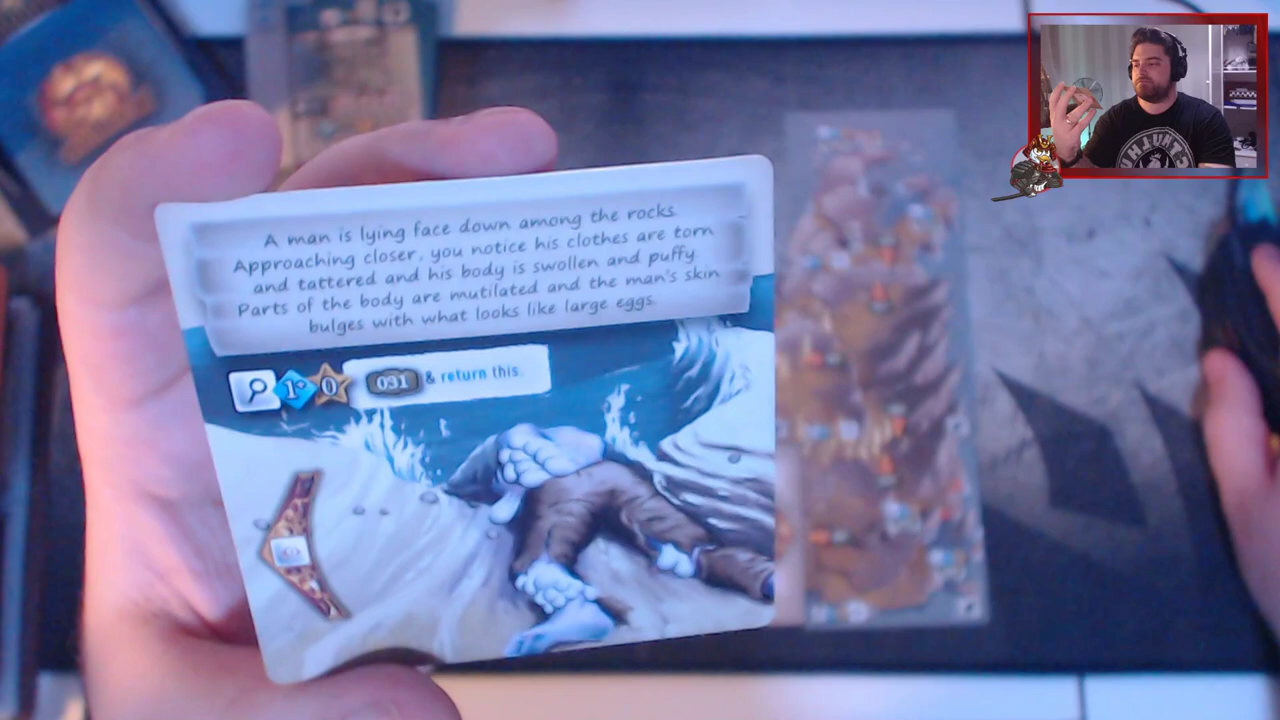 A man is lying face down among the rocks
Approaching closer, you notice his clothes are torn
and tattered and his body is swollen and puffy
Parts of the body are mutilated and the man's skin
bulges with what looks like large eggs.
1 0 031 & return this.
CTHULHU